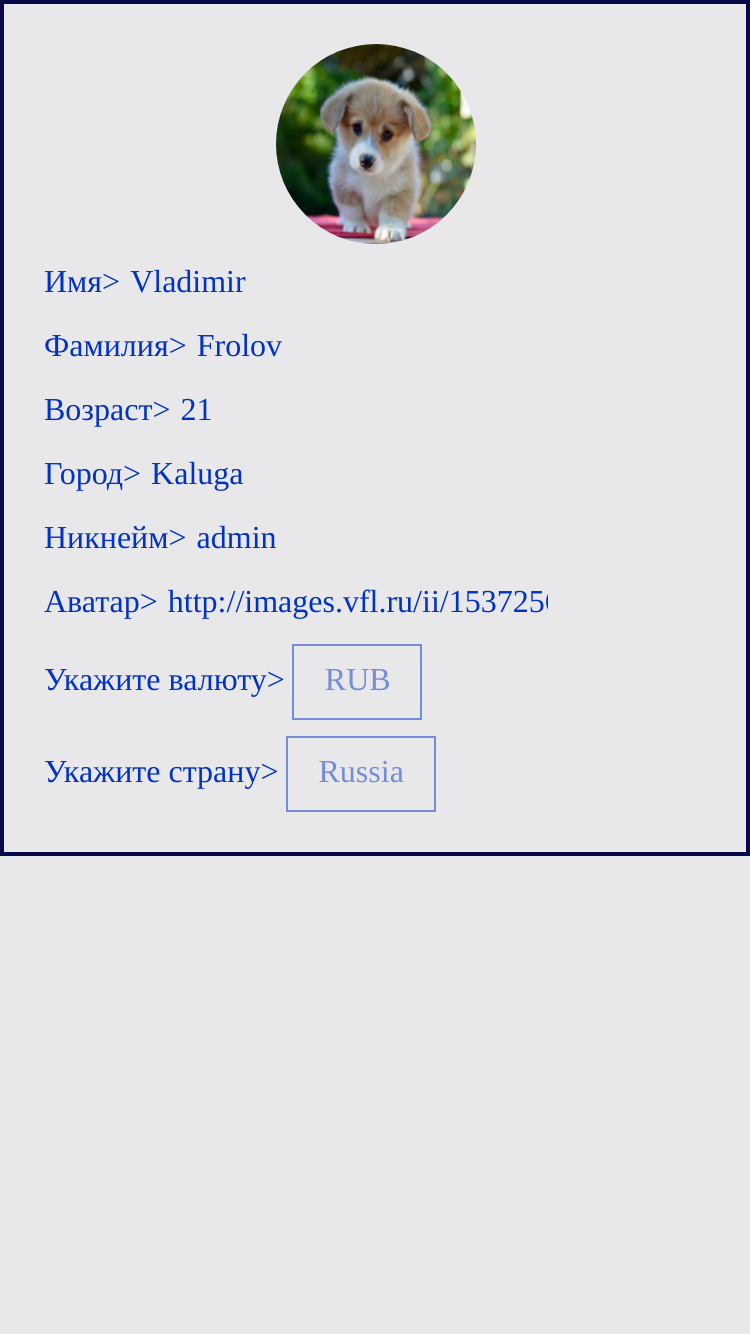 Имя> Vladimir
Фамилия> Frolov
Возраст> 21
Город> Kaluga
Никнейм> admin
Аватар> http://images.vfl.ru/ii/153725
Укажите валюту> RUB
Укажите страну> Russia